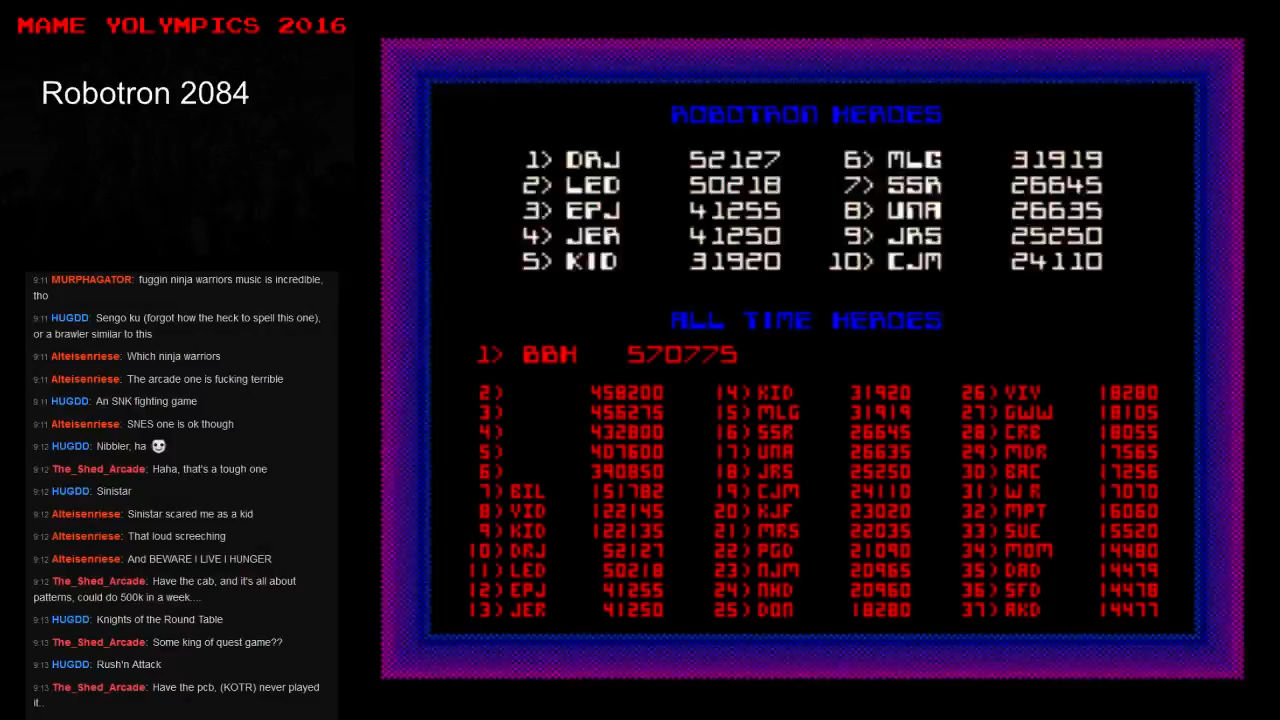 MAME YOLYMPICS 2016
Robotron 2084
9:11 MURPHAGATOR: fuggin ninja warriors music is incredible,
tho
9:11 HUGDD: Sengo ku (forgot how the heck to spell this one),
or a brawler similar to this
9:11 Alteisenriese: Which ninja warriors
9:11 Alteisenriese: The arcade one is fucking terrible
9:11 HUGDD: An SNK fighting game
9:11 Alteisenriese: SNES one is ok though
9:12 HUGDD: Nibbler, ha
9:12 The_Shed_Arcade: Haha, that's a tough one
9:12 HUGDD: Sinistar
9:12 Alteisenriese: Sinistar scared me as a kid
9:12 Alteisenriese: That loud screeching
9:12 Alteisenriese: And BEWARE I LIVE I HUNGER
9:12 The_Shed_Arcade: Have the cab, and it's all about
patterns, could do 500k in a week....
9:13 HUGDD: Knights of the Round Table
9:13 The_Shed_Arcade: Some king of quest game??
9:13 HUGDD: Rush'n Attack
9:13 The_Shed_Arcade: Have the pcb, (KOTR) never played
it..
ROBOTRON HEROES
1) DRJ 52127 6) MLG 31919
2) LED 50218 7) SSR 26645
3) EPJ 41255 8) UNA 26635
4) JER 41250 9) JRS 25250
5) KID 31920 10) CJM 24110
ALL TIME HEROES
1) BBH 570775
2) 458200 14) KID 31920 26) VIV 18280
3) 456275 15) MLG 31919 27) GWW 18105
4) 432800 16) SSR 26645 28) CRB 18055
5) 407600 17) UNA 26635 29) MDR 17565
6) 390850 18) JRS 25250 30) BAC 17256
7) BIL 151782 19) CJM 24110 31) W R 17070
8) VID 122145 20) KJF 23020 32) MPT 16060
9) KID 122135 21) MRS 22035 33) SUE 15520
10) DRJ 52127 22) PGD 21090 34) MOM 14480
11) LED 50218 23) NJM 20965 35) DAD 14479
12) EPJ 41255 24) NHD 20960 36) SFD 14478
13) JER 41250 25) DON 18280 37) AKD 14477